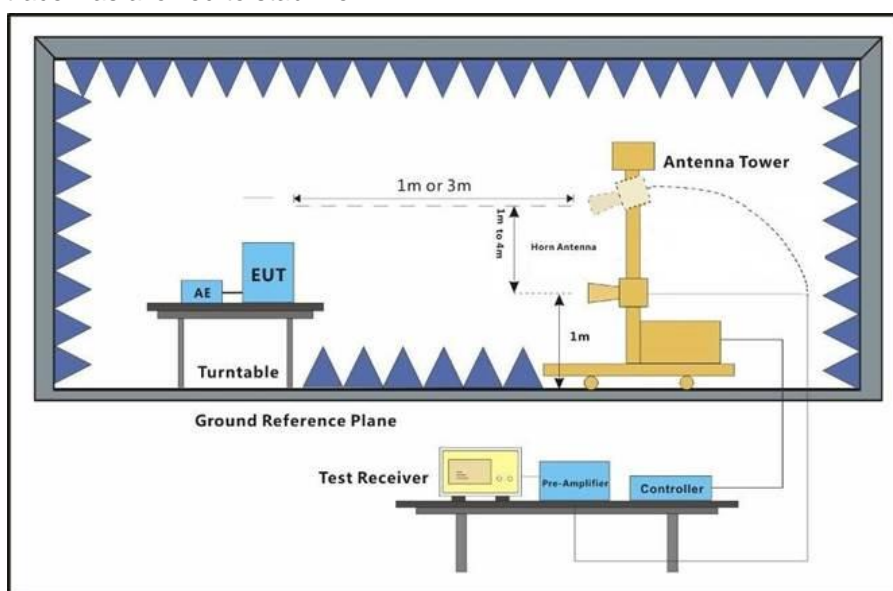 1m or 3m
Antenna Tower
1m to 4m
Horn Antenna
EUT
AE
1m
Turntable
Ground Reference Plane
Test Receiver
Pre-Amplifier
Controller